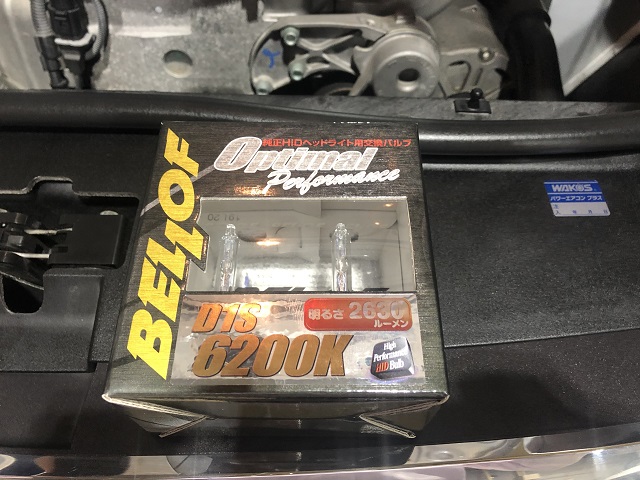 純正HIDヘッドライト用交換バルブ
Optimal
Performance
BELLOF
D1S
6200K
明るさ 2630
ルーメン
High
Performance
HID Bulb
WAKO'S
パワーエアコン プラス